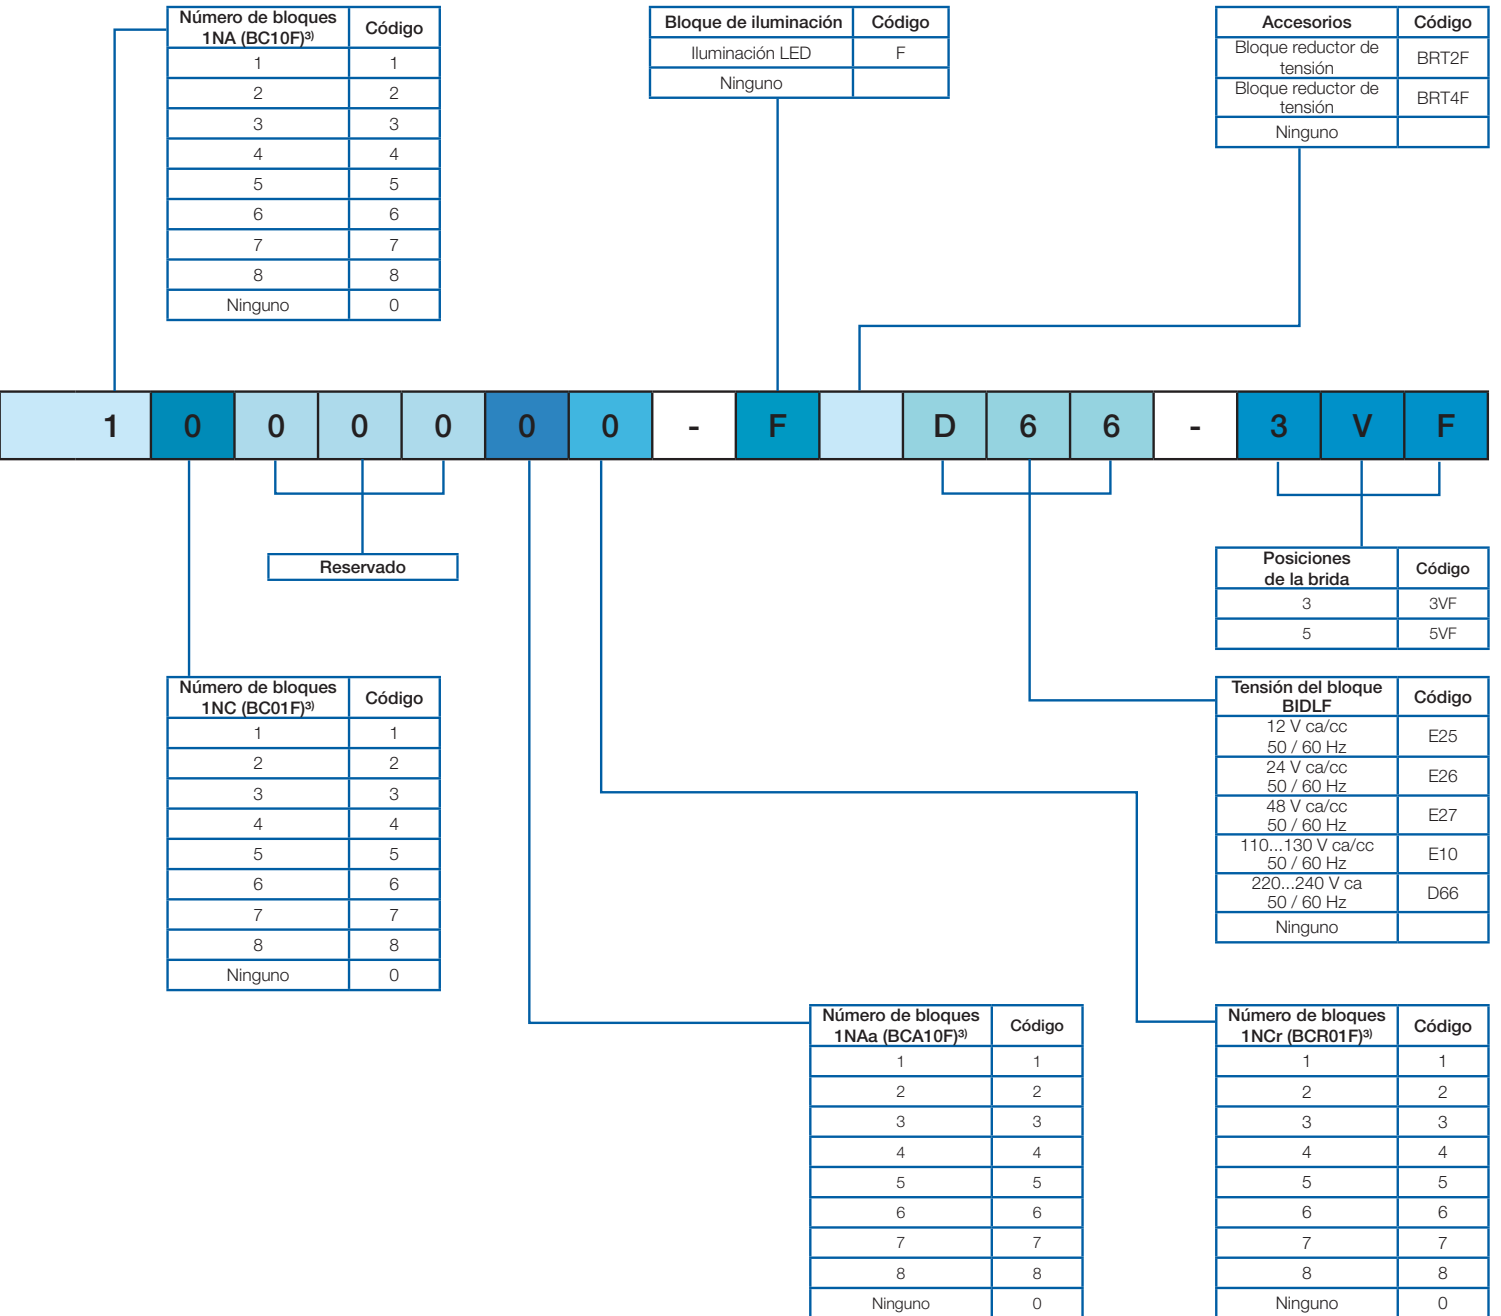 Número de bloques
1NA (BC10F)3) Código
1 1
2 2
3 3
4 4
5 5
6 6
7 7
8 8
Ninguno 0
Bloque de iluminación Código
Iluminación LED F
Ninguno
Accesorios Código
Bloque reductor de
tensión BRT2F
Bloque reductor de
tensión BRT4F
Ninguno
1 0 0 0 0 0 0 - F D 6 6 - 3 V F
Reservado
Posiciones
de la brida Código
3 3VF
5 5VF
Número de bloques
1NC (BC01F)3) Código
1 1
2 2
3 3
4 4
5 5
6 6
7 7
8 8
Ninguno 0
Tensión del bloque
BIDLF Código
12 V ca/cc
50 / 60 Hz E25
24 V ca/cc
50 / 60 Hz E26
48 V ca/cc
50 / 60 Hz E27
110...130 V ca/cc
50 / 60 Hz E10
220...240 V ca
50 / 60 Hz D66
Ninguno
Número de bloques
1NAa (BCA10F)3) Código
1 1
2 2
3 3
4 4
5 5
6 6
7 7
8 8
Ninguno 0
Número de bloques
1NCr (BCR01F)3) Código
1 1
2 2
3 3
4 4
5 5
6 6
7 7
8 8
Ninguno 0